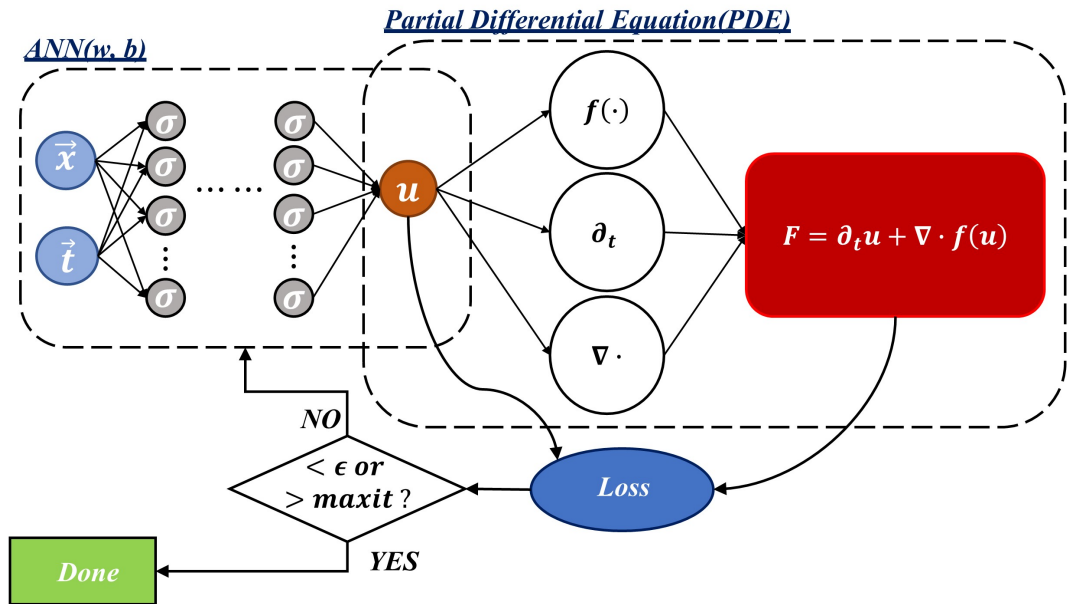 Partial Differential Equation(PDE)
ANN(w, b)
x⃗
t⃗
σ
σ
σ
⋮
σ
⋯⋯
σ
σ
σ
⋮
σ
u
f(·)
∂ₜ
∇ ·
F = ∂ₜu + ∇ · f(u)
NO
< ϵ or
> maxit ?
Loss
YES
Done